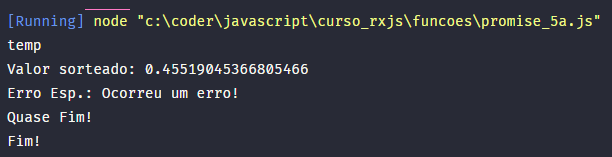 [Running] node "c:\coder\javascript\curso_rxjs\funcoes\promise_5a.js"
temp
Valor sorteado: 0.45519045366805466
Erro Esp.: Ocorreu um erro!
Quase Fim!
Fim!